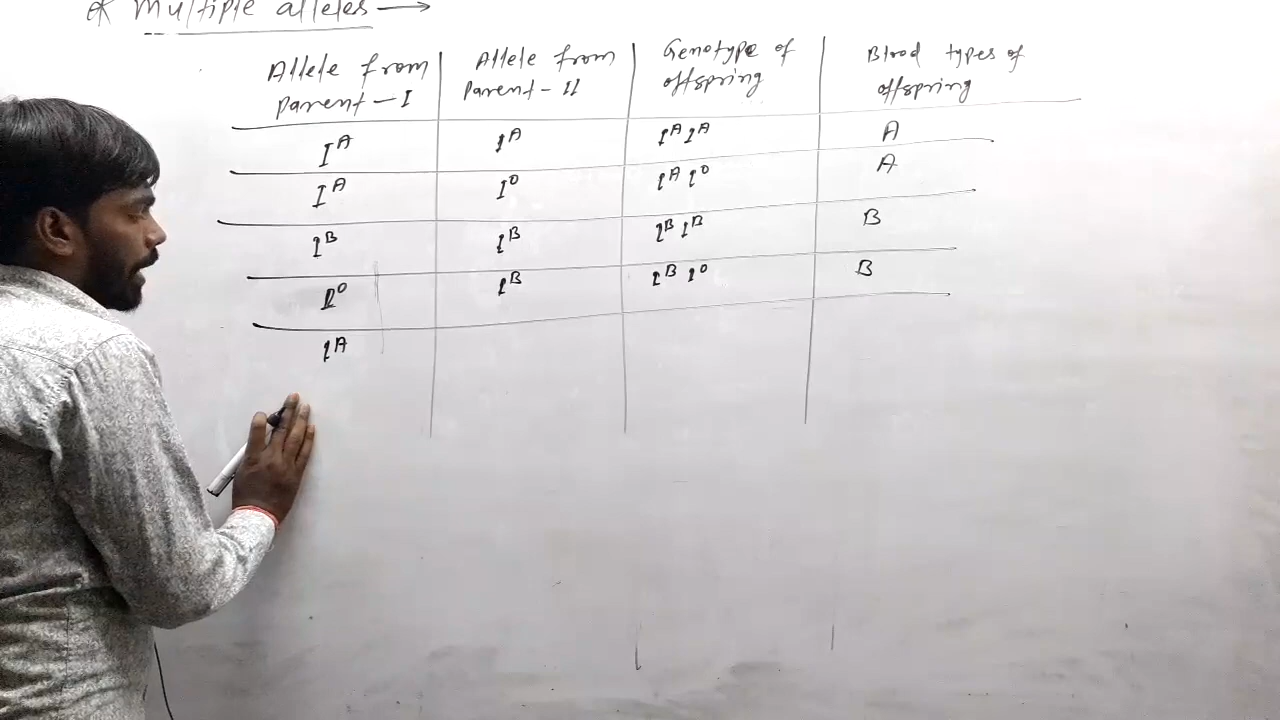 * Multiple alleles →
Allele from Parent - I | Allele from Parent - II | Genotype of offspring | Blood types of offspring
I^A | I^A | I^A I^A | A
I^A | I^O | I^A I^O | A
I^B | I^B | I^B I^B | B
I^O | I^B | I^B I^O | B
I^A